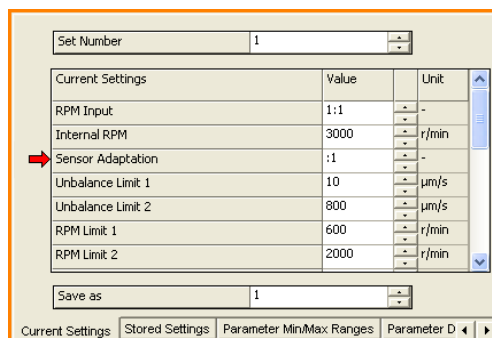 Set Number 1
Current Settings Value Unit
RPM Input 1:1 -
Internal RPM 3000 r/min
Sensor Adaptation :1 -
Unbalance Limit 1 10 µm/s
Unbalance Limit 2 800 µm/s
RPM Limit 1 600 r/min
RPM Limit 2 2000 r/min
Save as 1
Current Settings Stored Settings Parameter Min/Max Ranges Parameter D